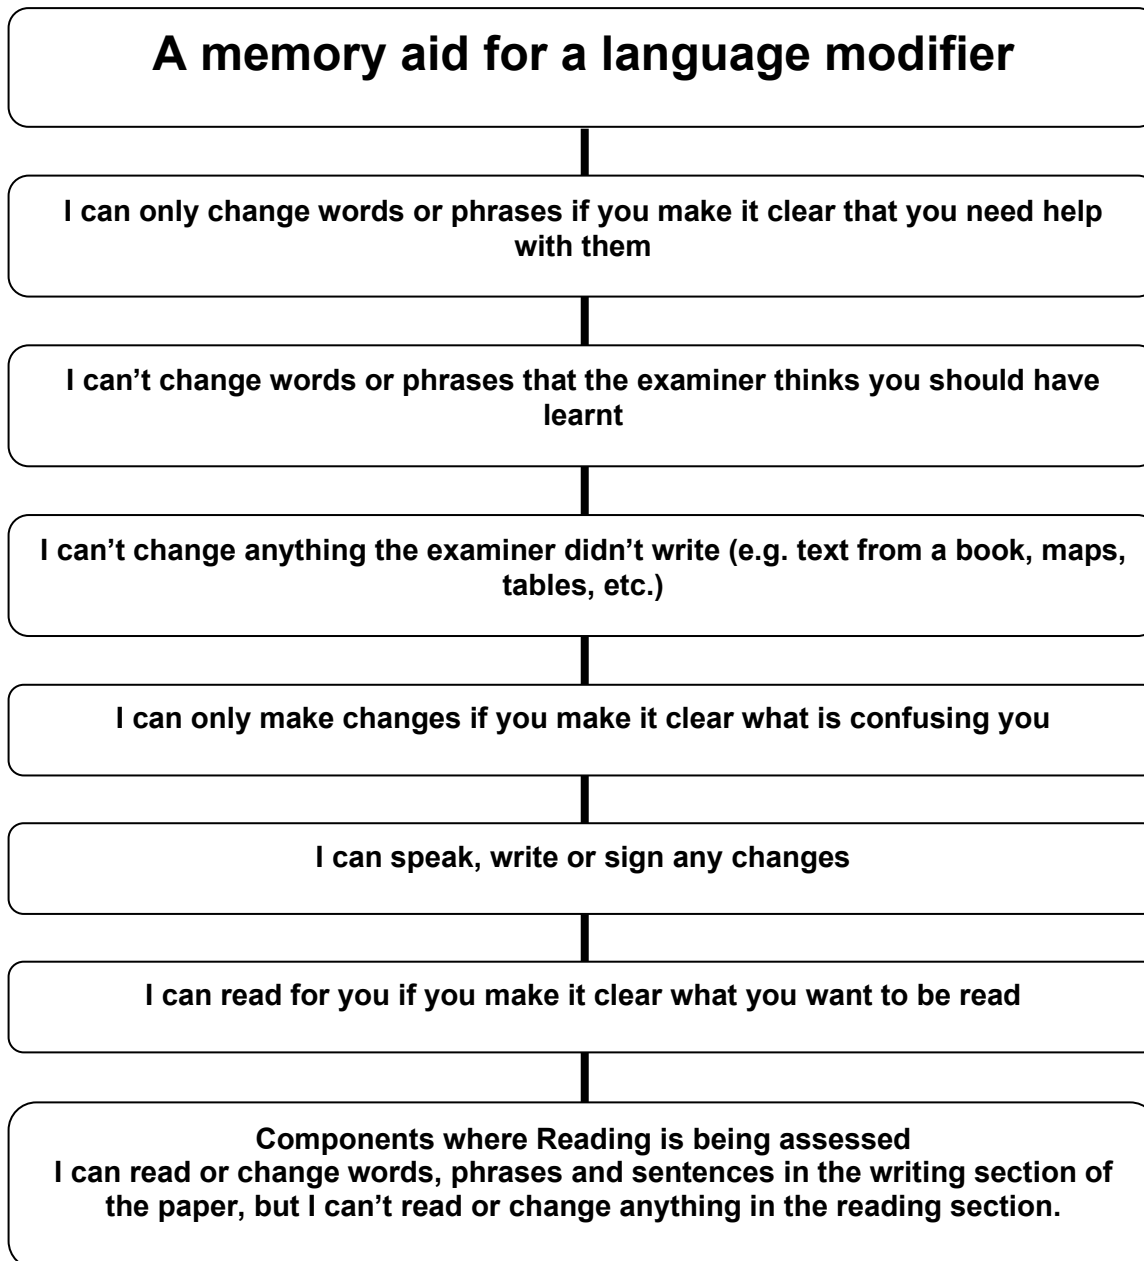 A memory aid for a language modifier
I can only change words or phrases if you make it clear that you need help
with them
I can’t change words or phrases that the examiner thinks you should have
learnt
I can’t change anything the examiner didn’t write (e.g. text from a book, maps,
tables, etc.)
I can only make changes if you make it clear what is confusing you
I can speak, write or sign any changes
I can read for you if you make it clear what you want to be read
Components where Reading is being assessed
I can read or change words, phrases and sentences in the writing section of
the paper, but I can’t read or change anything in the reading section.